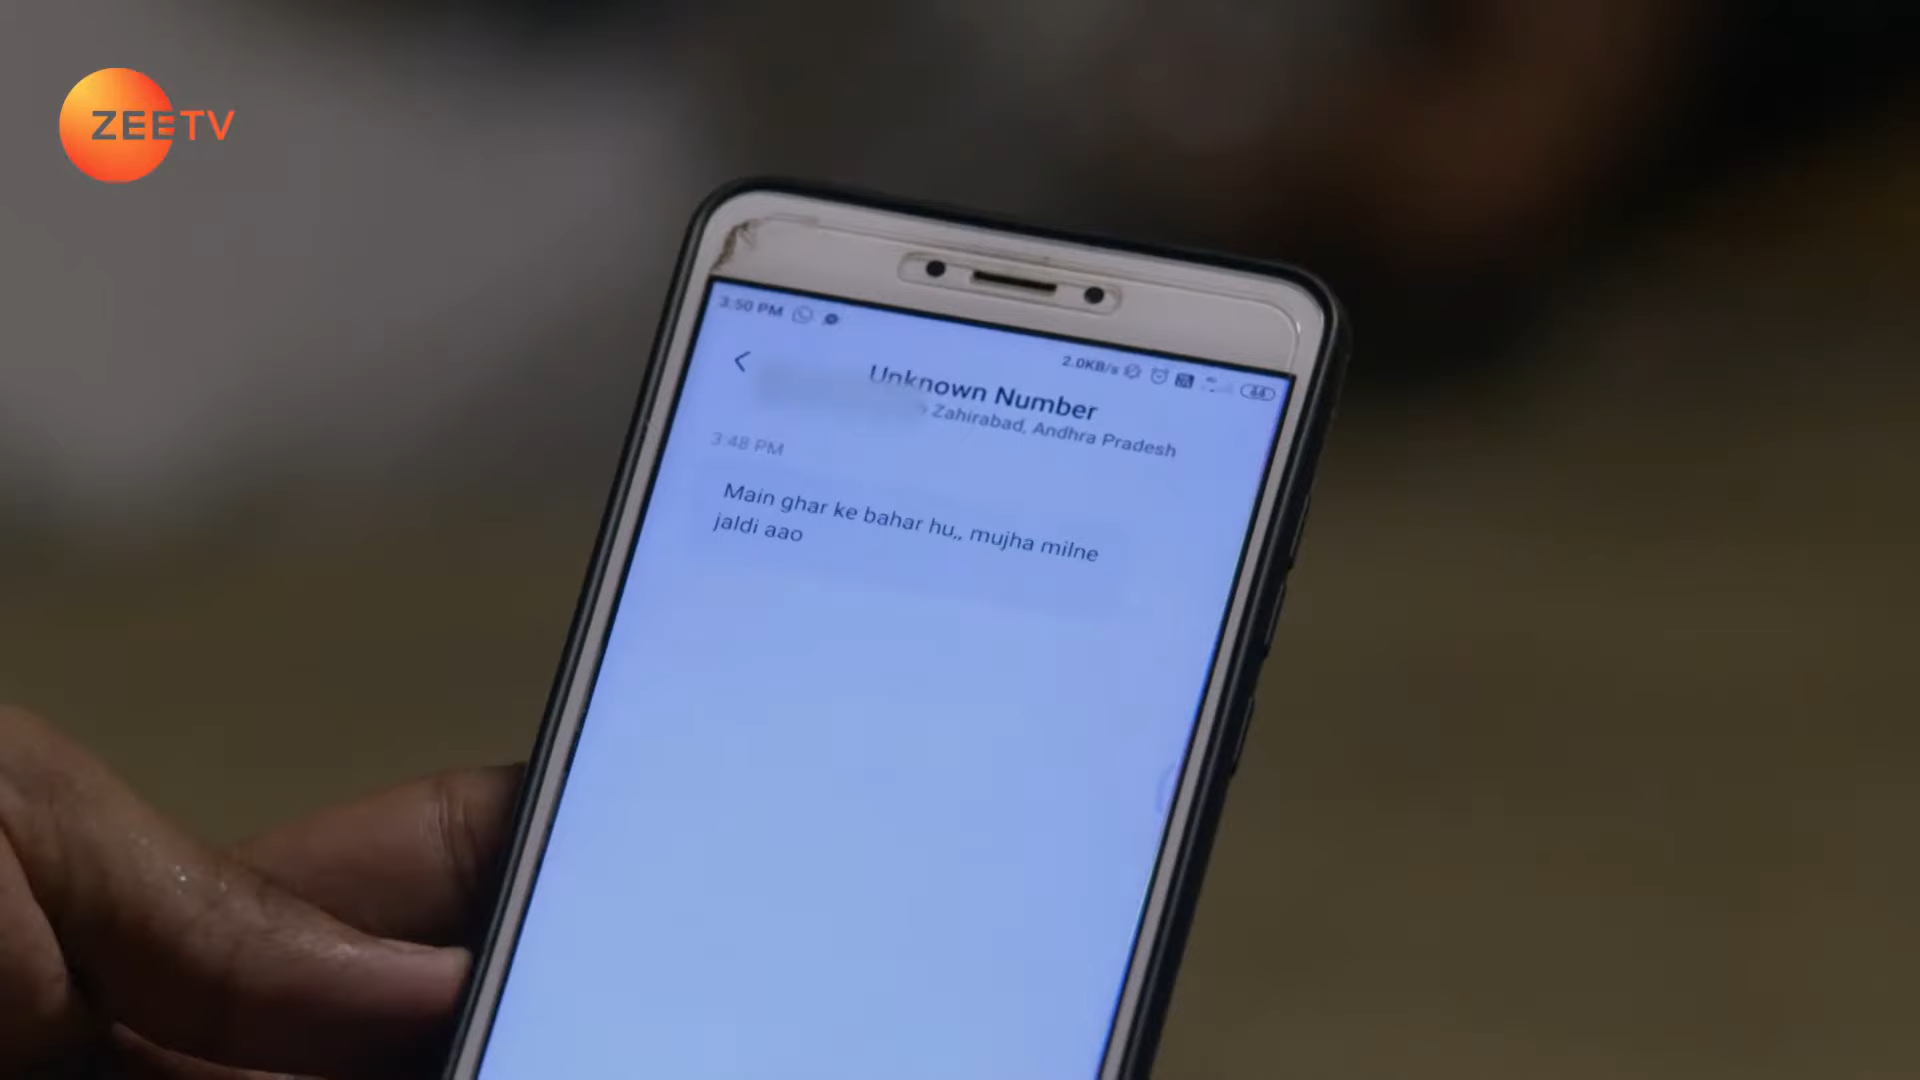 ZEETV
3:50 PM
2.0KB/s 44
Unknown Number
Zahirabad, Andhra Pradesh
3:48 PM
Main ghar ke bahar hu,, mujha milne
jaldi aao